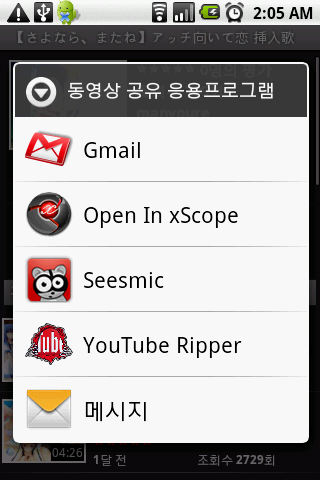 2:05 AM
【さよなら、またね】アッチ向いて恋 挿入歌
동영상 공유 응용프로그램
Gmail
Open In xScope
Seesmic
YouTube Ripper
메시지
04:26
1달 전 조회수 2729회